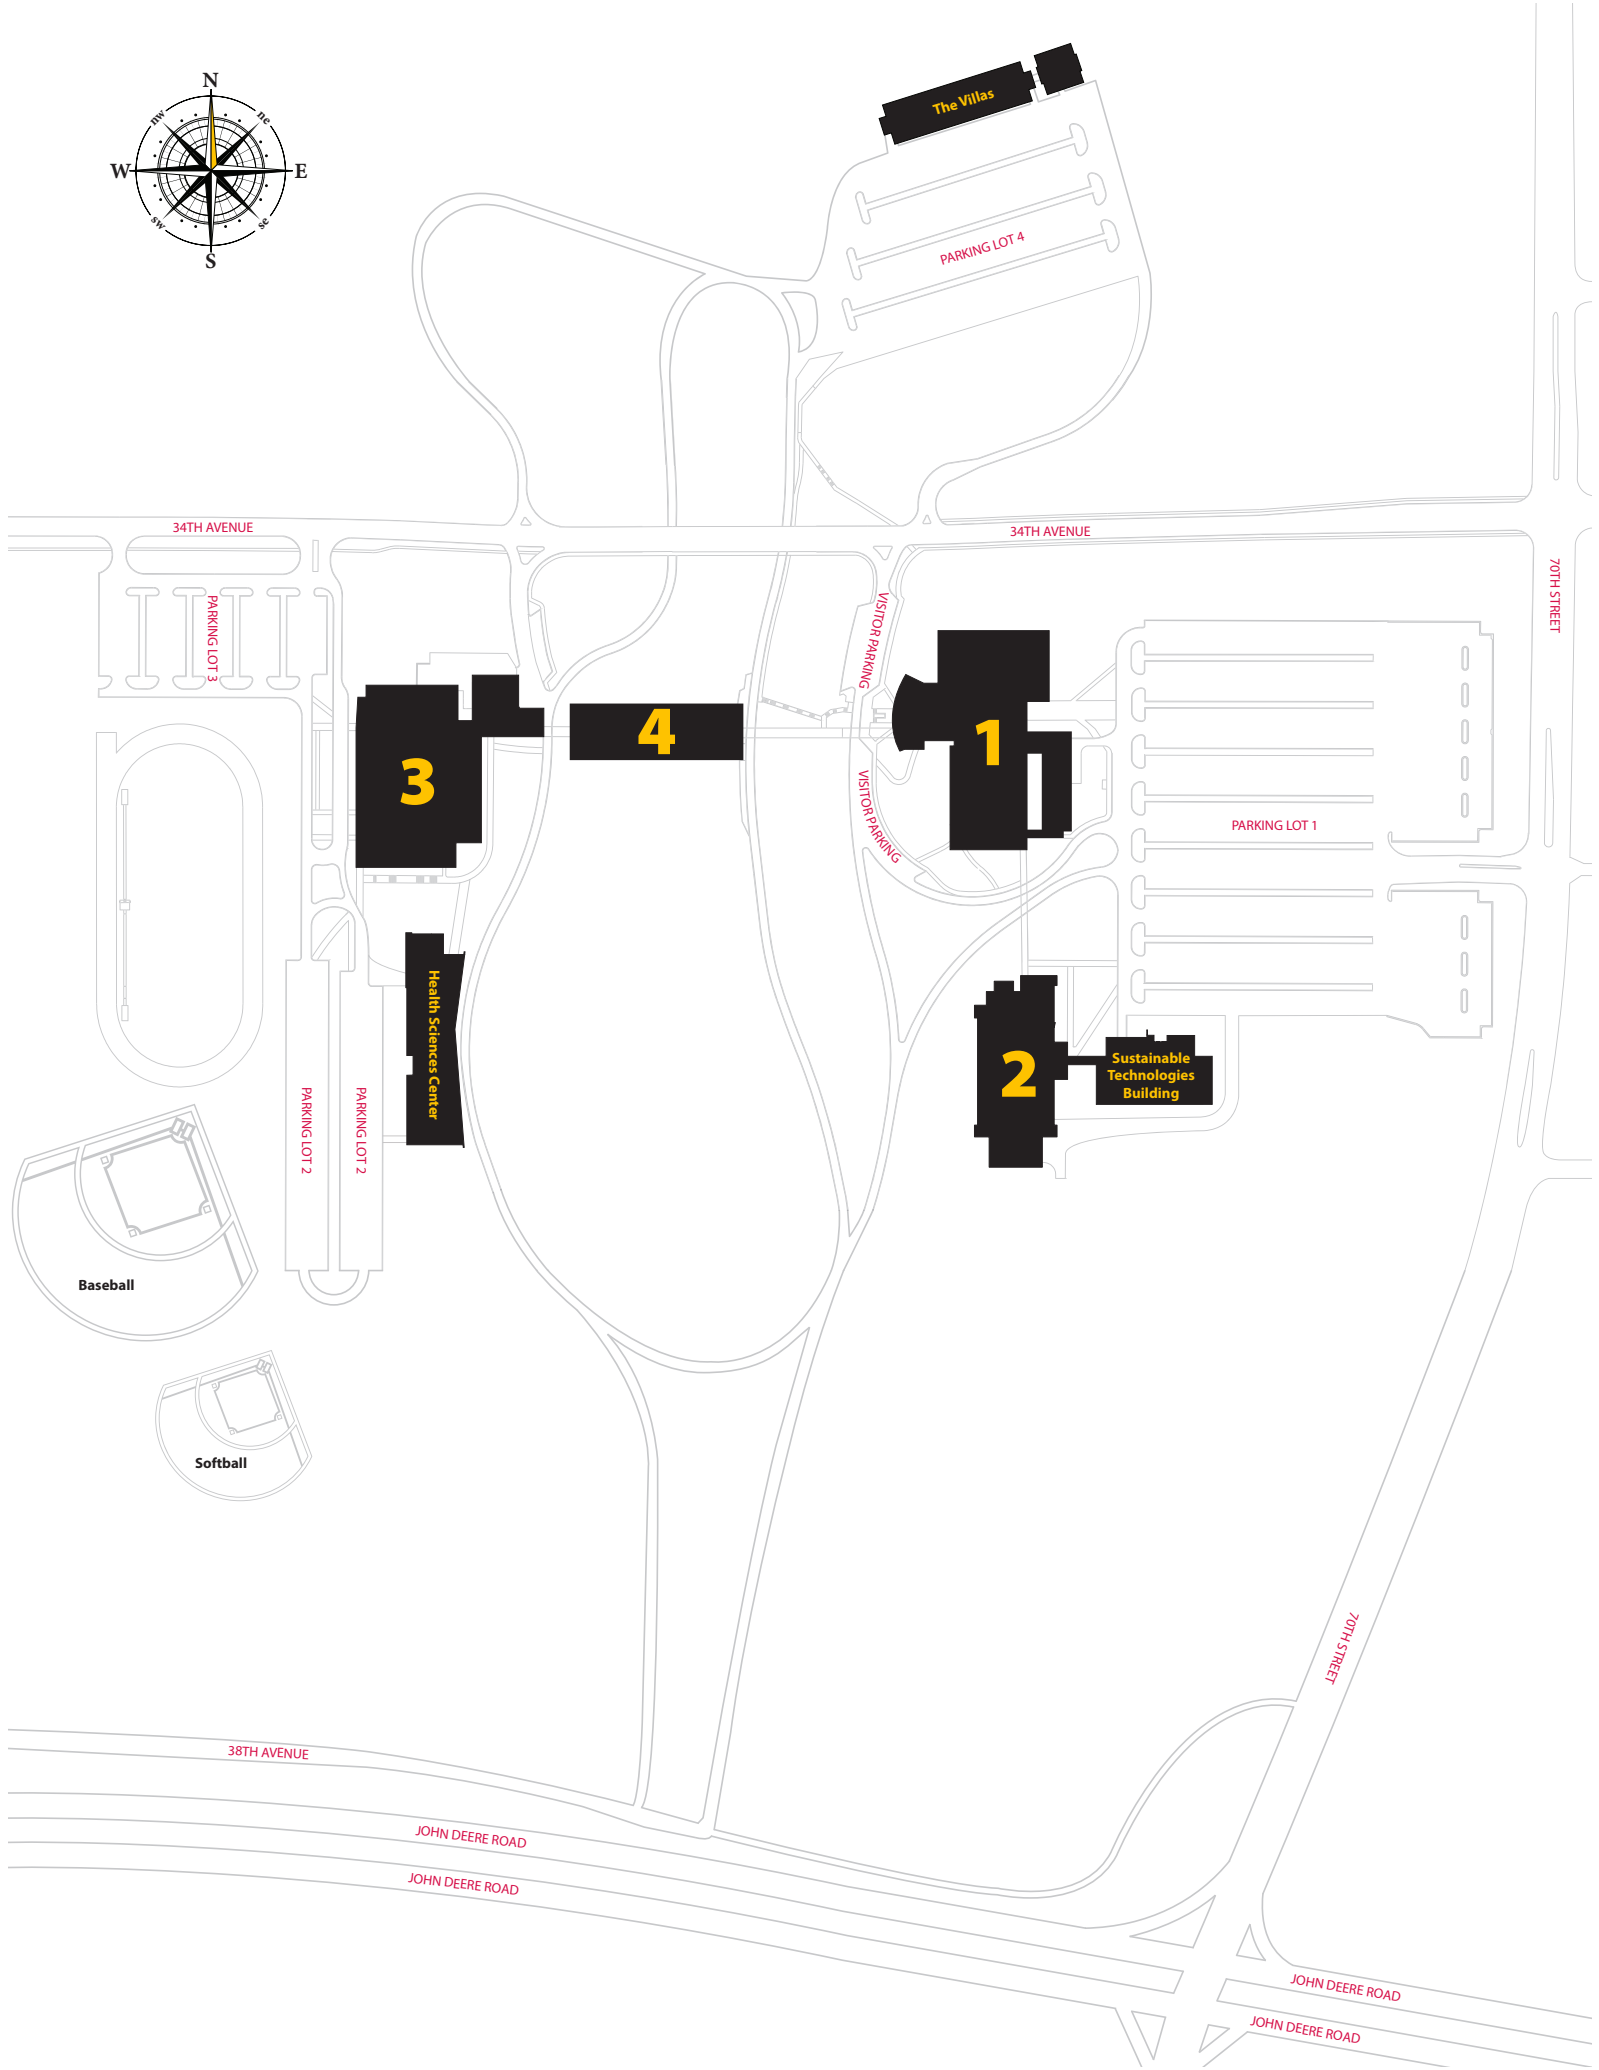 The Villas
N
nw
ne
W
E
sw
se
S
PARKING LOT 4
34TH AVENUE
34TH AVENUE
70TH STREET
PARKING LOT 3
VISITOR PARKING
4
1
3
VISITOR PARKING
PARKING LOT 1
Health Sciences Center
2
Sustainable
Technologies
Building
PARKING LOT 2
PARKING LOT 2
Baseball
Softball
70TH STREET
38TH AVENUE
JOHN DEERE ROAD
JOHN DEERE ROAD
JOHN DEERE ROAD
JOHN DEERE ROAD